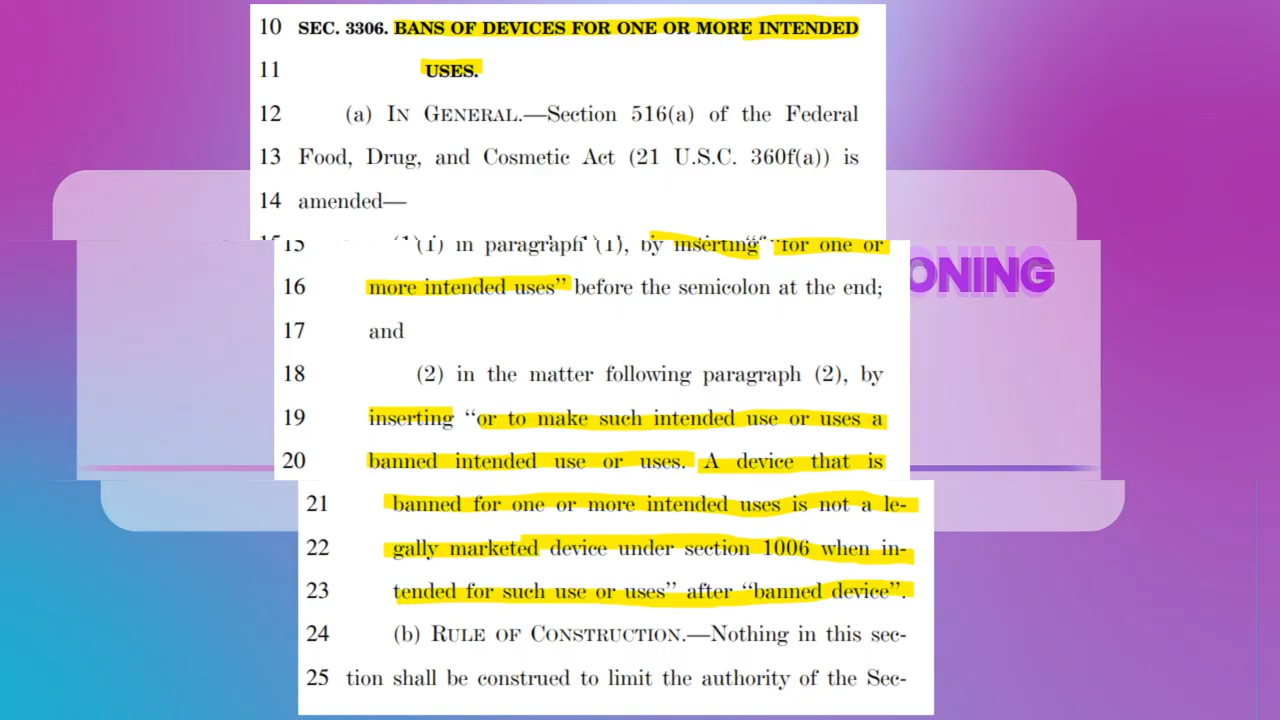 10 SEC. 3306. BANS OF DEVICES FOR ONE OR MORE INTENDED
11 USES.
12 (a) IN GENERAL.—Section 516(a) of the Federal
13 Food, Drug, and Cosmetic Act (21 U.S.C. 360f(a)) is
14 amended—
15 (1) in paragraph (1), by inserting “for one or
ONING
16 more intended uses” before the semicolon at the end;
17 and
18 (2) in the matter following paragraph (2), by
19 inserting “or to make such intended use or uses a
20 banned intended use or uses. A device that is
21 banned for one or more intended uses is not a le-
22 gally marketed device under section 1006 when in-
23 tended for such use or uses” after “banned device”.
24 (b) RULE OF CONSTRUCTION.—Nothing in this sec-
25 tion shall be construed to limit the authority of the Sec-